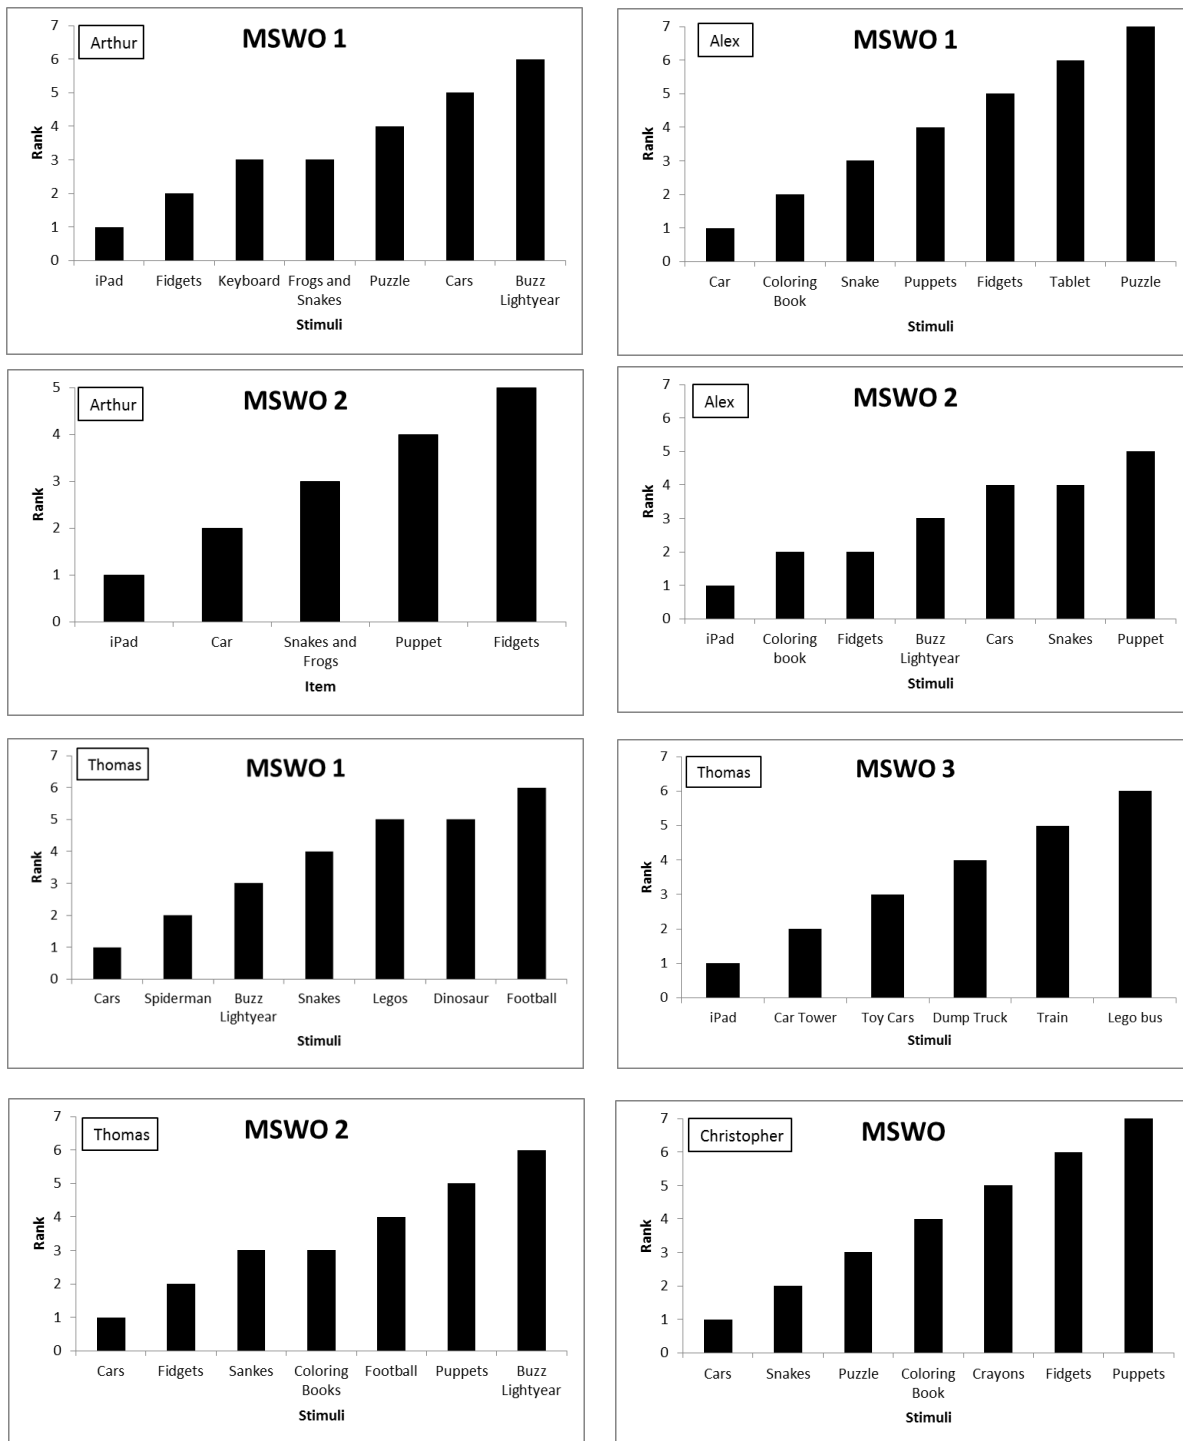 Arthur
MSWO 1
Rank
7
6
5
4
3
2
1
0
iPad Fidgets Keyboard Frogs and Snakes Puzzle Cars Buzz Lightyear
Stimuli
Alex
MSWO 1
Rank
7
6
5
4
3
2
1
0
Car Coloring Book Snake Puppets Fidgets Tablet Puzzle
Stimuli
Arthur
MSWO 2
Rank
5
4
3
2
1
0
iPad Car Snakes and Frogs Puppet Fidgets
Item
Alex
MSWO 2
Rank
7
6
5
4
3
2
1
0
iPad Coloring book Fidgets Buzz Lightyear Cars Snakes Puppet
Stimuli
Thomas
MSWO 1
Rank
7
6
5
4
3
2
1
0
Cars Spiderman Buzz Lightyear Snakes Legos Dinosaur Football
Stimuli
Thomas
MSWO 3
Rank
7
6
5
4
3
2
1
0
iPad Car Tower Toy Cars Dump Truck Train Lego bus
Stimuli
Thomas
MSWO 2
Rank
7
6
5
4
3
2
1
0
Cars Fidgets Sankes Coloring Books Football Puppets Buzz Lightyear
Stimuli
Christopher
MSWO
Rank
7
6
5
4
3
2
1
0
Cars Snakes Puzzle Coloring Book Crayons Fidgets Puppets
Stimuli